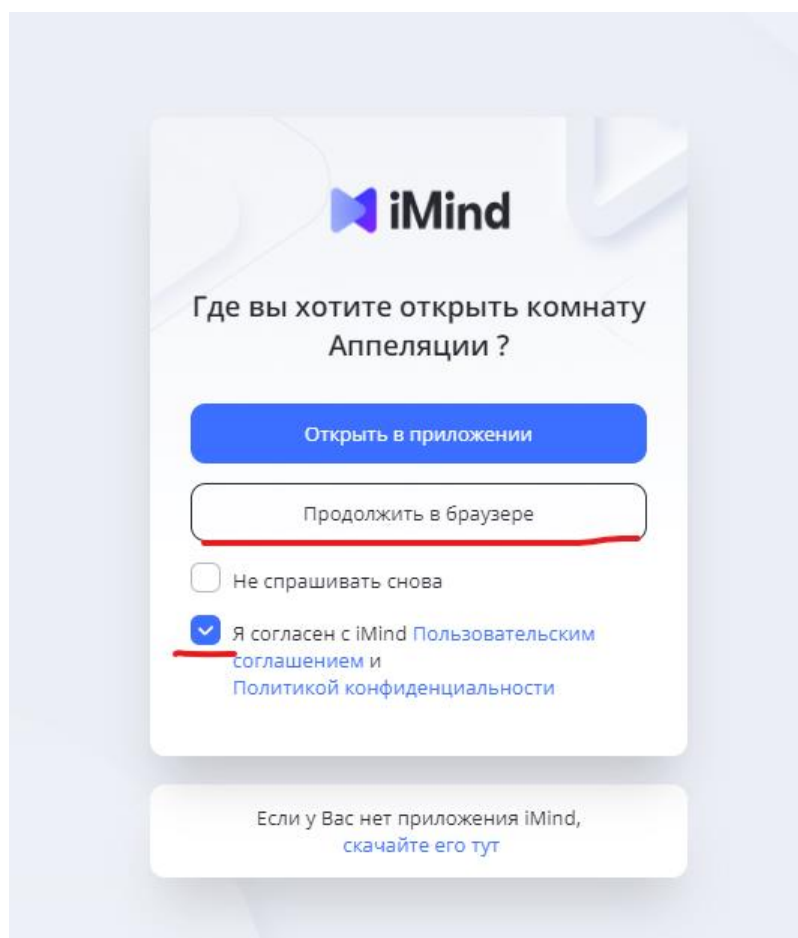 iMind
Где вы хотите открыть комнату
Аппеляции ?
Открыть в приложении
Продолжить в браузере
Не спрашивать снова
Я согласен с iMind Пользовательским
соглашением и
Политикой конфиденциальности
Если у Вас нет приложения iMind,
скачайте его тут